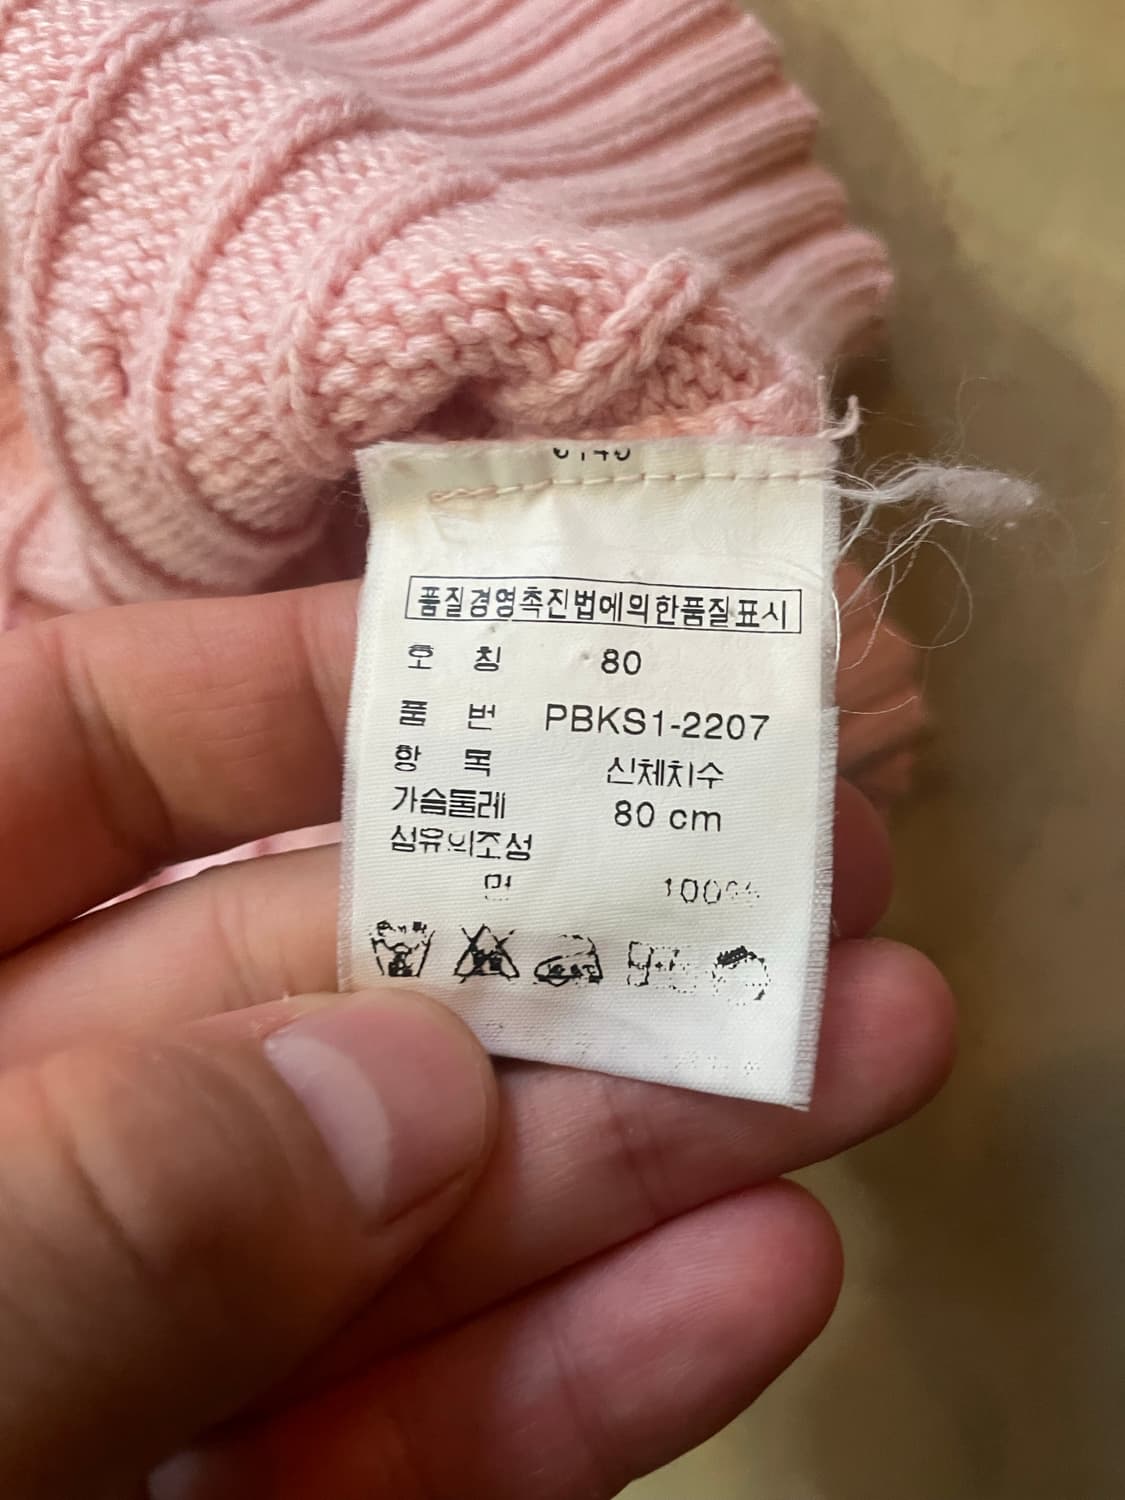 품질경영촉진법에의한품질표시
호 칭 80
품 번 PBKS1-2207
항 목 신체치수
가슴둘레 80 cm
섬유의조성
면 100%